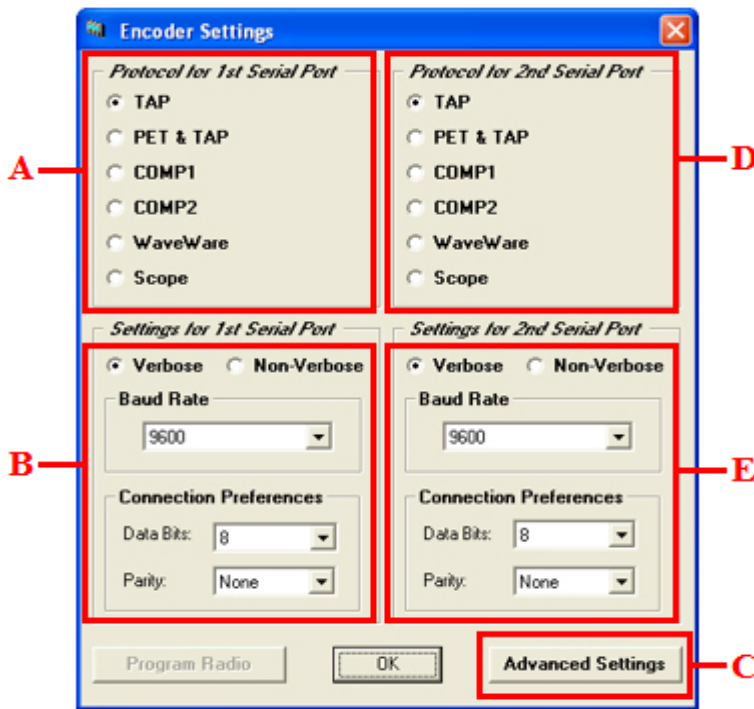 Encoder Settings
Protocol for 1st Serial Port
TAP
PET & TAP
COMP1
COMP2
WaveWare
Scope
A
Protocol for 2nd Serial Port
TAP
PET & TAP
COMP1
COMP2
WaveWare
Scope
D
Settings for 1st Serial Port
Verbose Non-Verbose
Baud Rate
9600
Connection Preferences
Data Bits: 8
Parity: None
B
Settings for 2nd Serial Port
Verbose Non-Verbose
Baud Rate
9600
Connection Preferences
Data Bits: 8
Parity: None
E
Program Radio
OK
Advanced Settings
C